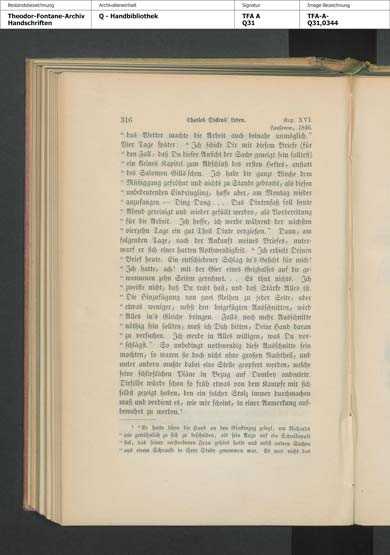 Bestandsbezeichnung
Archivalieneinheit
Signatur
Image-Bezeichnung
Theodor-Fontane-Archiv
Handschriften
Q - Handbibliothek
TFA A
Q31
TFA-A-
Q31,0344
316 Charles Dickens' Leben. Kap. XVI.
Lausanne, 1846.
"das Wetter machte die Arbeit auch beinahe unmöglich."
Vier Tage später: "Ich schicke Dir mit diesem Briefe (für
"den Fall, daß Du dieser Ansicht der Sache geneigt sein solltest)
"ein kleines Kapitel zum Abschluß des ersten Heftes, anstatt
"des Salomon Gills'schen. Ich habe die ganze Woche dem
"Müßiggang gefröhnt und nichts zu Stande gebracht, als diesen
"unbedeutenden Eindringling, hoffe aber, am Montag wieder
"anzufangen — Ding Dong . . . Das Dintenfaß soll heute
"Abend gereinigt und wieder gefüllt werden, als Vorbereitung
"für die Arbeit. Ich hoffe, ich werde während der nächsten
"vierzehn Tage ein gut Theil Dinte vergießen." Dann, am
folgenden Tage, nach der Ankunft meines Briefes, unter-
warf er sich einer harten Nothwendigkeit. "Ich erhielt Deinen
"Brief heute. Ein entschiedener Schlag in's Gesicht für mich!
"Ich hatte, ach! mit der Gier eines Geizhalses auf die ge-
"wonnenen zehn Seiten gerechnet. . . . Es thut nichts. Ich
"zweifle nicht, daß Du recht hast, und daß Stärke Alles ist.
"Die Hinzufügung von zwei Reihen zu jeder Seite, oder
"etwas weniger, nebst den beigefügten Ausschnitten, wird
"Alles in's Gleiche bringen. Falls noch mehr Ausschnitte
"nöthig sein sollten, muß ich Dich bitten, Deine Hand daran
"zu versuchen. Ich werde in Alles willigen, was Du vor-
"schlägst." So unbedingt nothwendig diese Ausschnitte sein
mochten, so waren sie doch nicht ohne großen Nachtheil, und
unter andern mußte dabei eine Stelle geopfert werden, welche
seine schließlichen Pläne in Bezug auf Dombey andeutete.
Dieselbe würde schon so früh etwas von dem Kampfe mit sich
selbst gezeigt haben, den ein solcher Stolz immer durchmachen
muß und verdient es, wie mir scheint, in einer Anmerkung auf-
bewahrt zu werden.¹
¹ "Er hatte schon die Hand an den Glockenzug gelegt, um Richards
"wie gewöhnlich zu sich zu bescheiden, als sein Auge auf ein Schreibepult
"fiel, das seiner verstorbenen Frau gehört hatte und nebst andern Sachen
"aus einem Schranke in ihrer Stube genommen war. Es war nicht das